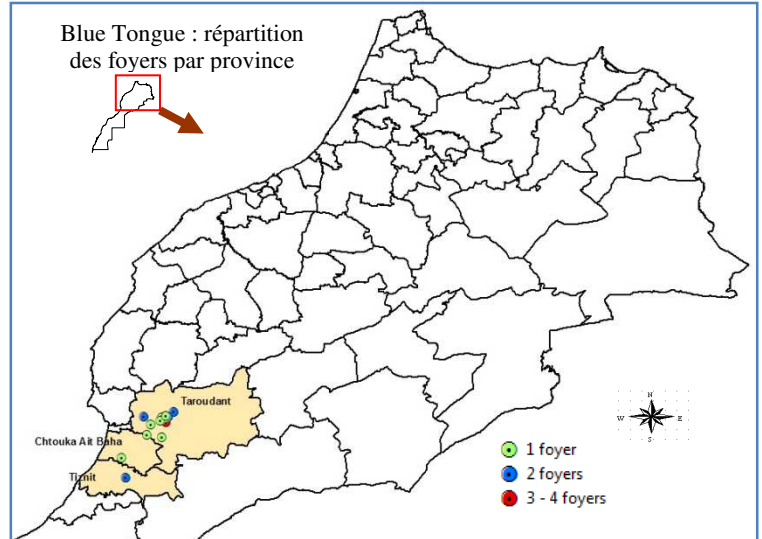 Blue Tongue : répartition
des foyers par province
Taroudant
Chtouka Ait Baha
Tiznit
N
W E
S
1 foyer
2 foyers
3 - 4 foyers